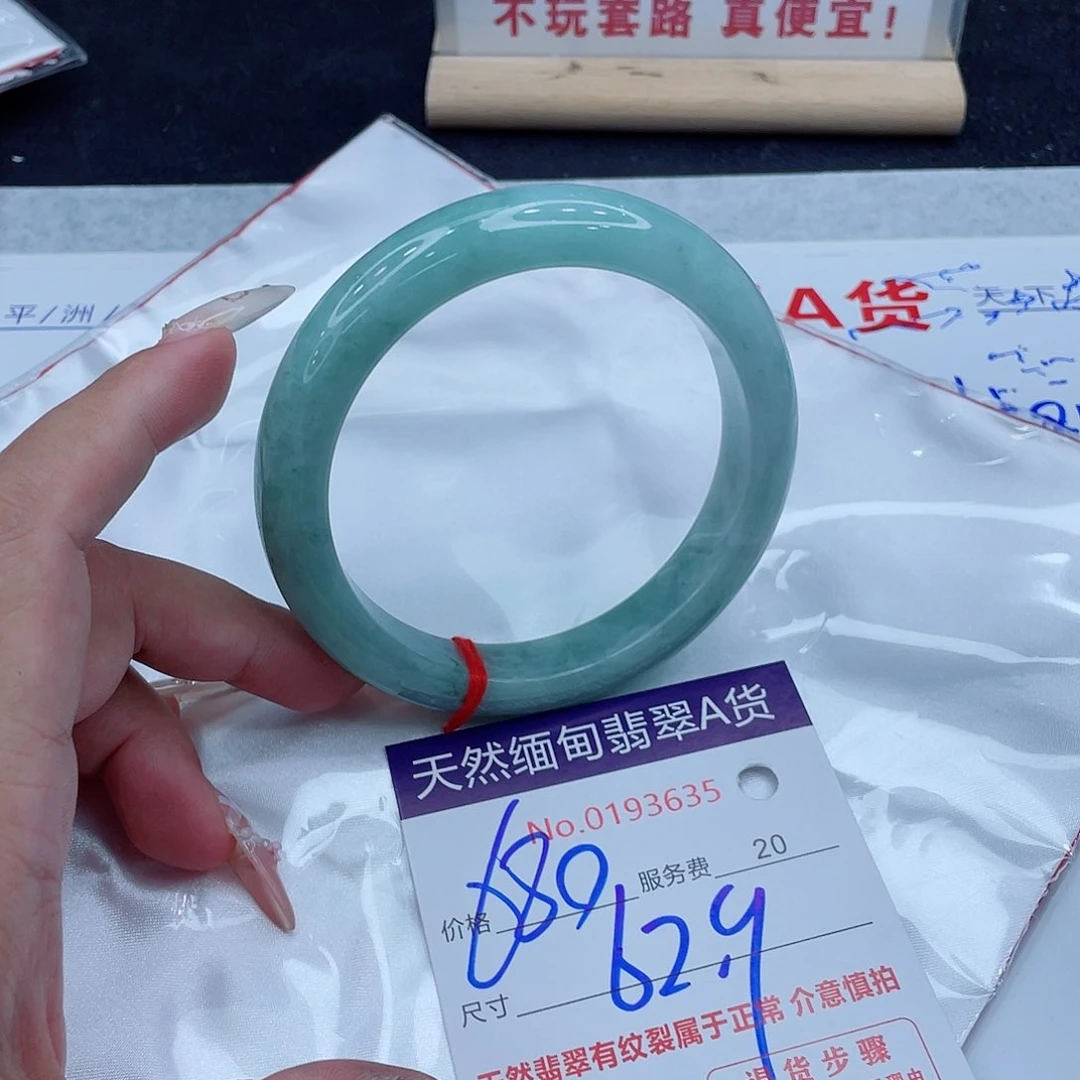 不玩套路 真便宜!
平/洲/
A货
天然缅甸翡翠A货
No.0193635
价格 680 服务费 20
尺寸 62.9
天然翡翠有纹裂属于正常 介意慎拍
退货步骤